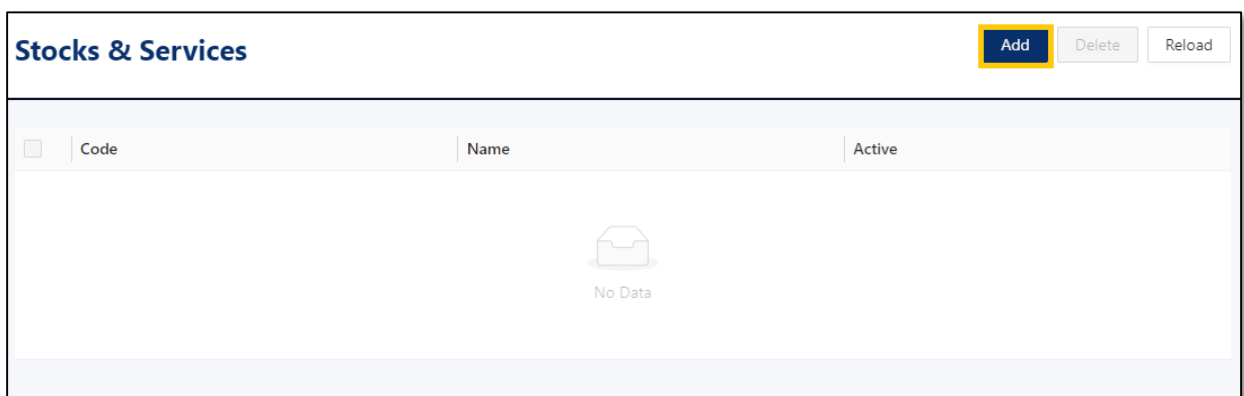 Stocks & Services
Add Delete Reload
Code Name Active
No Data